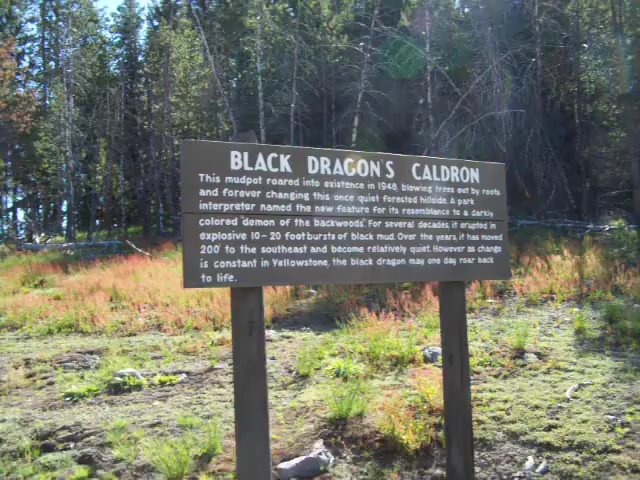 BLACK DRAGON'S CALDRON
This mudpot roared into existence in 1948, blowing trees out by roots
and forever changing this once quiet forested hillside. A park
interpreter named the new feature for its resemblance to a darkly
colored "demon of the backwoods." For several decades, it erupted in
explosive 10-20 foot bursts of black mud. Over the years, it has moved
200' to the southeast and become relatively quiet. However as change
is constant in Yellowstone, the black dragon may one day roar back
to life.